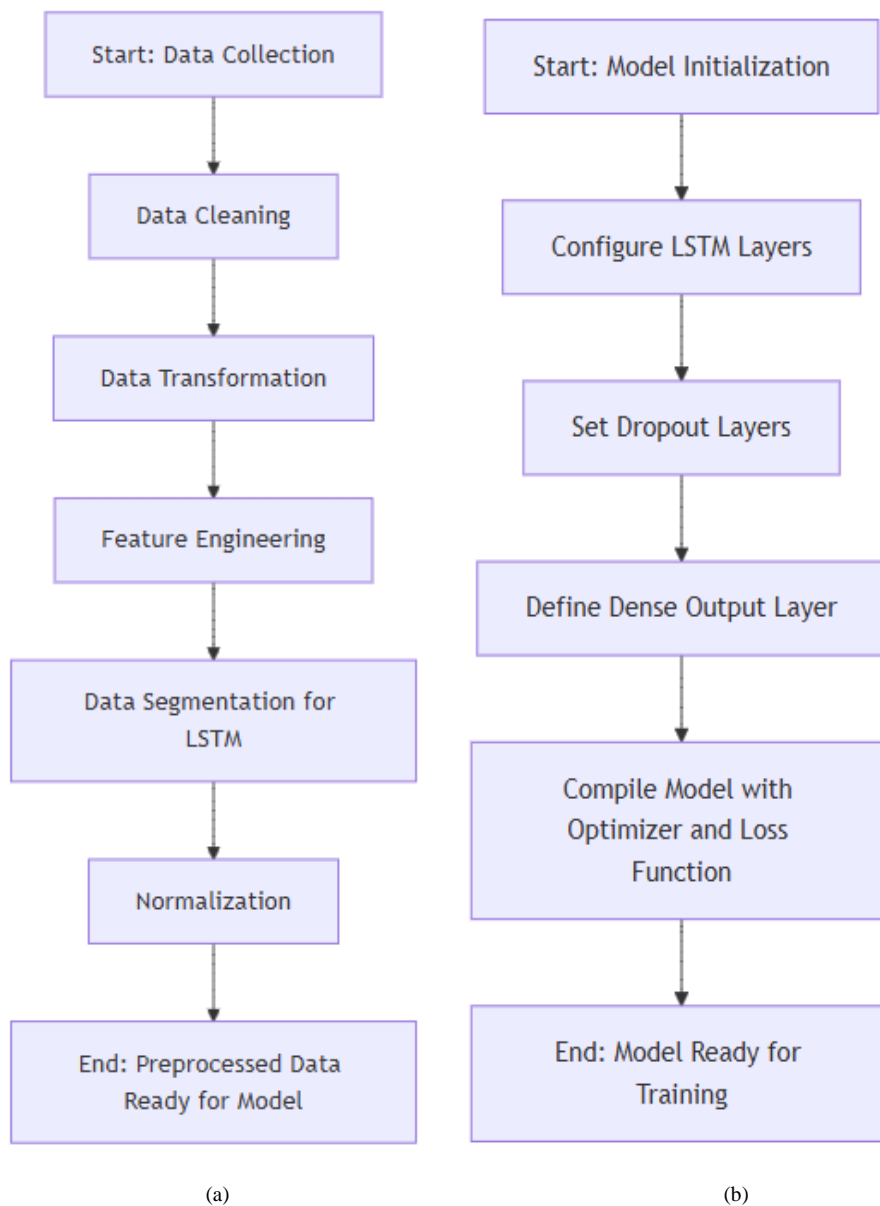 Start: Data Collection
Data Cleaning
Data Transformation
Feature Engineering
Data Segmentation for
LSTM
Normalization
End: Preprocessed Data
Ready for Model
(a)
Start: Model Initialization
Configure LSTM Layers
Set Dropout Layers
Define Dense Output Layer
Compile Model with
Optimizer and Loss
Function
End: Model Ready for
Training
(b)